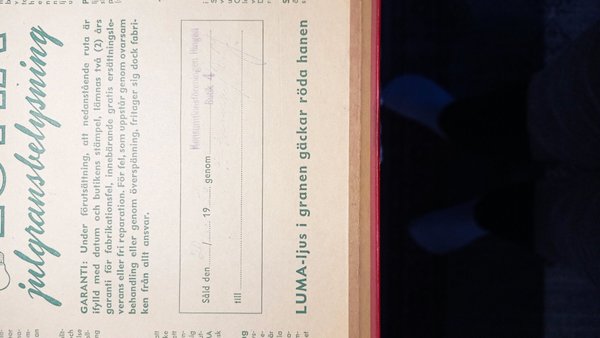 julgransbelysning
GARANTI: Under förutsättning, att nedanstående ruta är
ifylld med datum och butikens stämpel, lämnas två (2) års
garanti för fabrikationsfel, innebärande gratis ersättningsle-
verans eller fri reparation. För fel, som uppstår genom ovarsam
behandling eller genom överspänning, fritager sig dock fabri-
ken från allt ansvar.
Butik 4
Såld den / 19 genom
till
LUMA-ljus i granen gäckar röda hanen